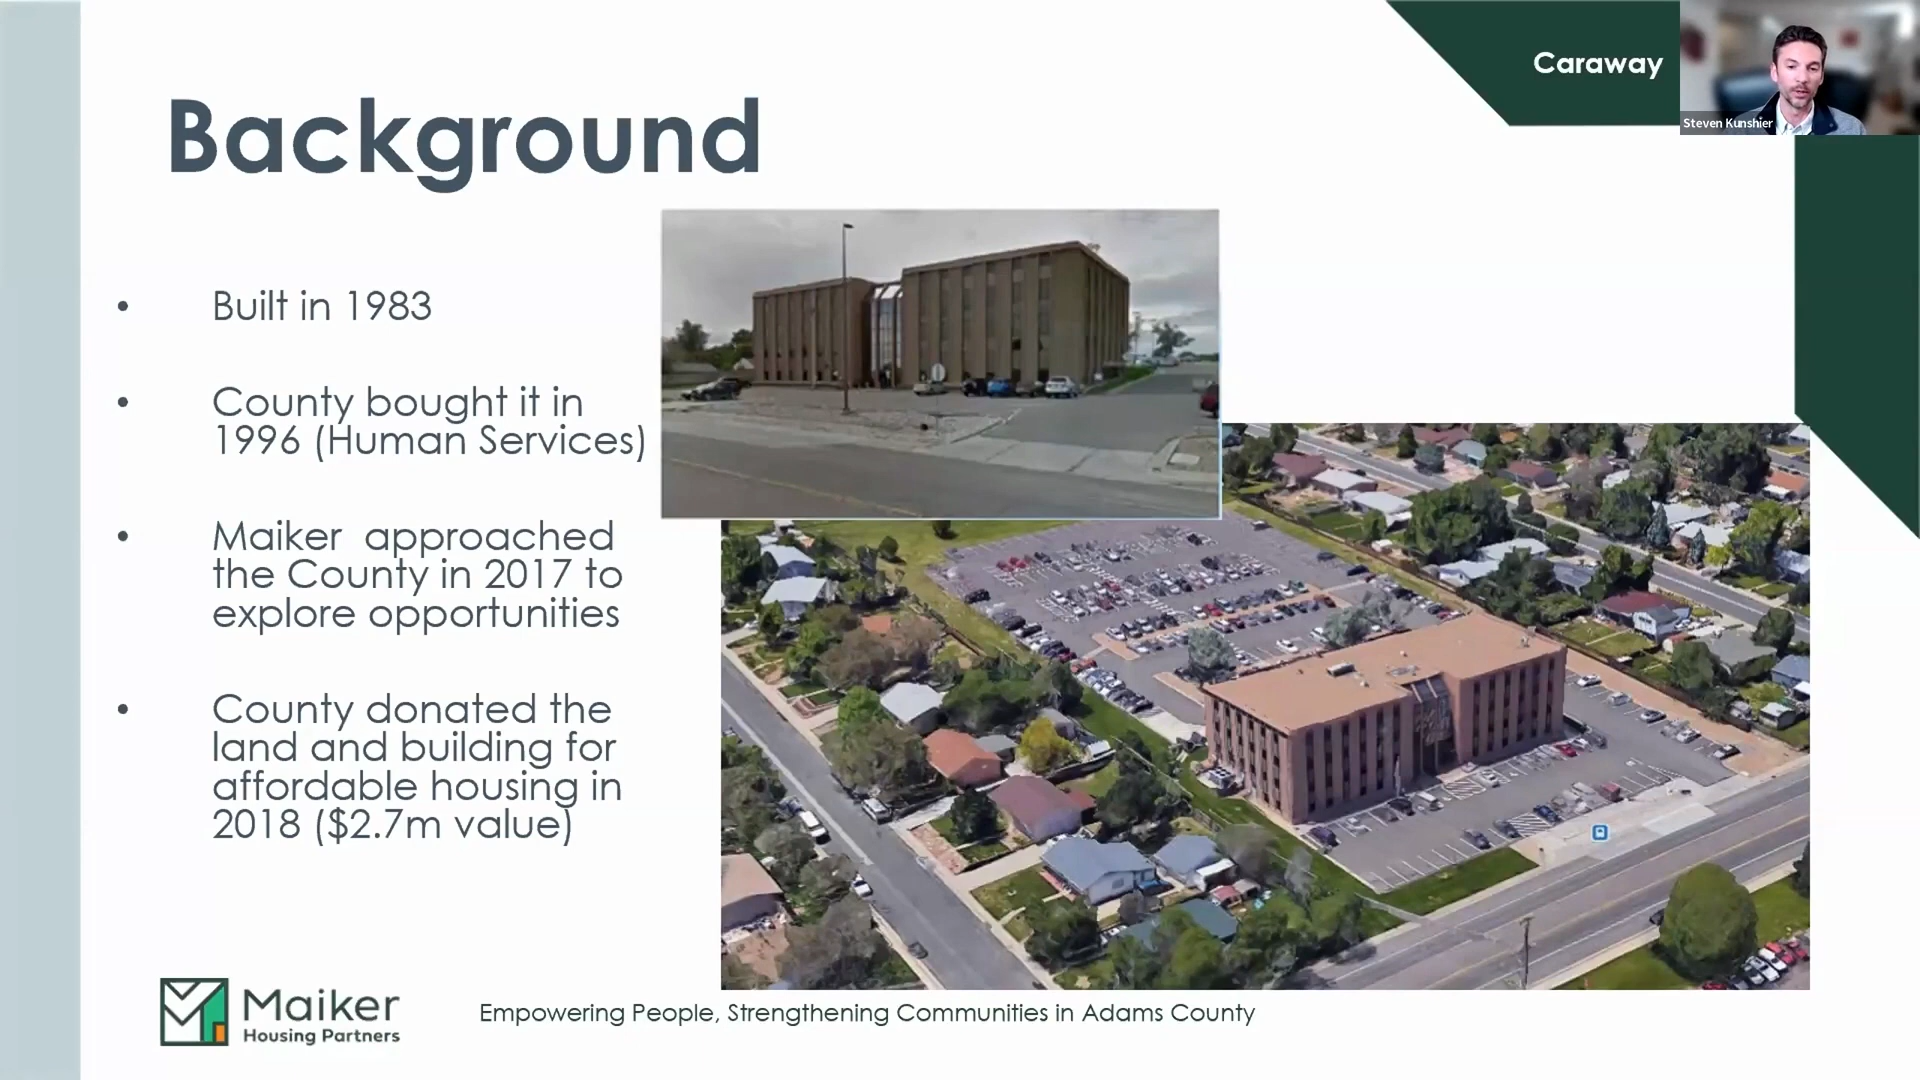 Caraway
Steven Kunshier
Background
• Built in 1983
• County bought it in
1996 (Human Services)
• Maiker approached
the County in 2017 to
explore opportunities
• County donated the
land and building for
affordable housing in
2018 ($2.7m value)
Maiker
Housing Partners
Empowering People, Strengthening Communities in Adams County